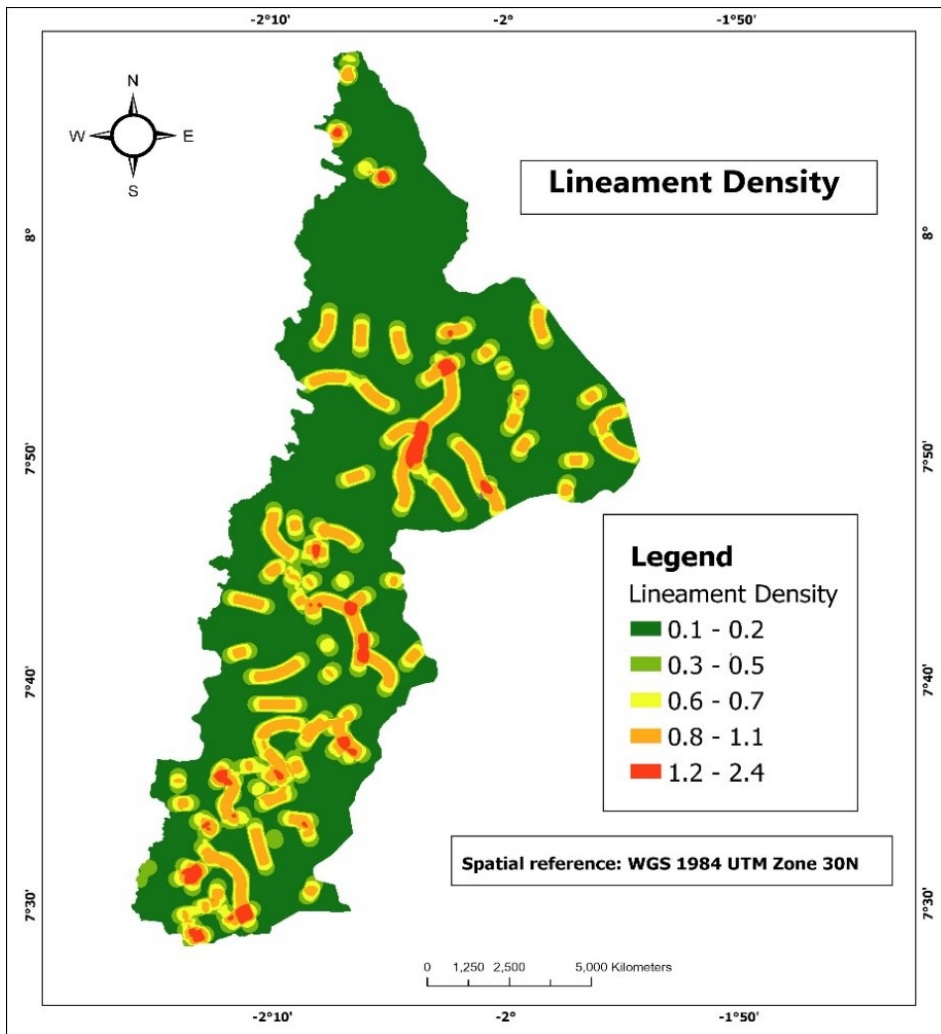 -2°10' -2° -1°50'
N
W E
S
Lineament Density
8° 8°
7°50' 7°50'
Legend
Lineament Density
0.1 - 0.2
0.3 - 0.5
0.6 - 0.7
0.8 - 1.1
1.2 - 2.4
7°40' 7°40'
Spatial reference: WGS 1984 UTM Zone 30N
7°30' 7°30'
0 1,250 2,500 5,000 Kilometers
-2°10' -2° -1°50'